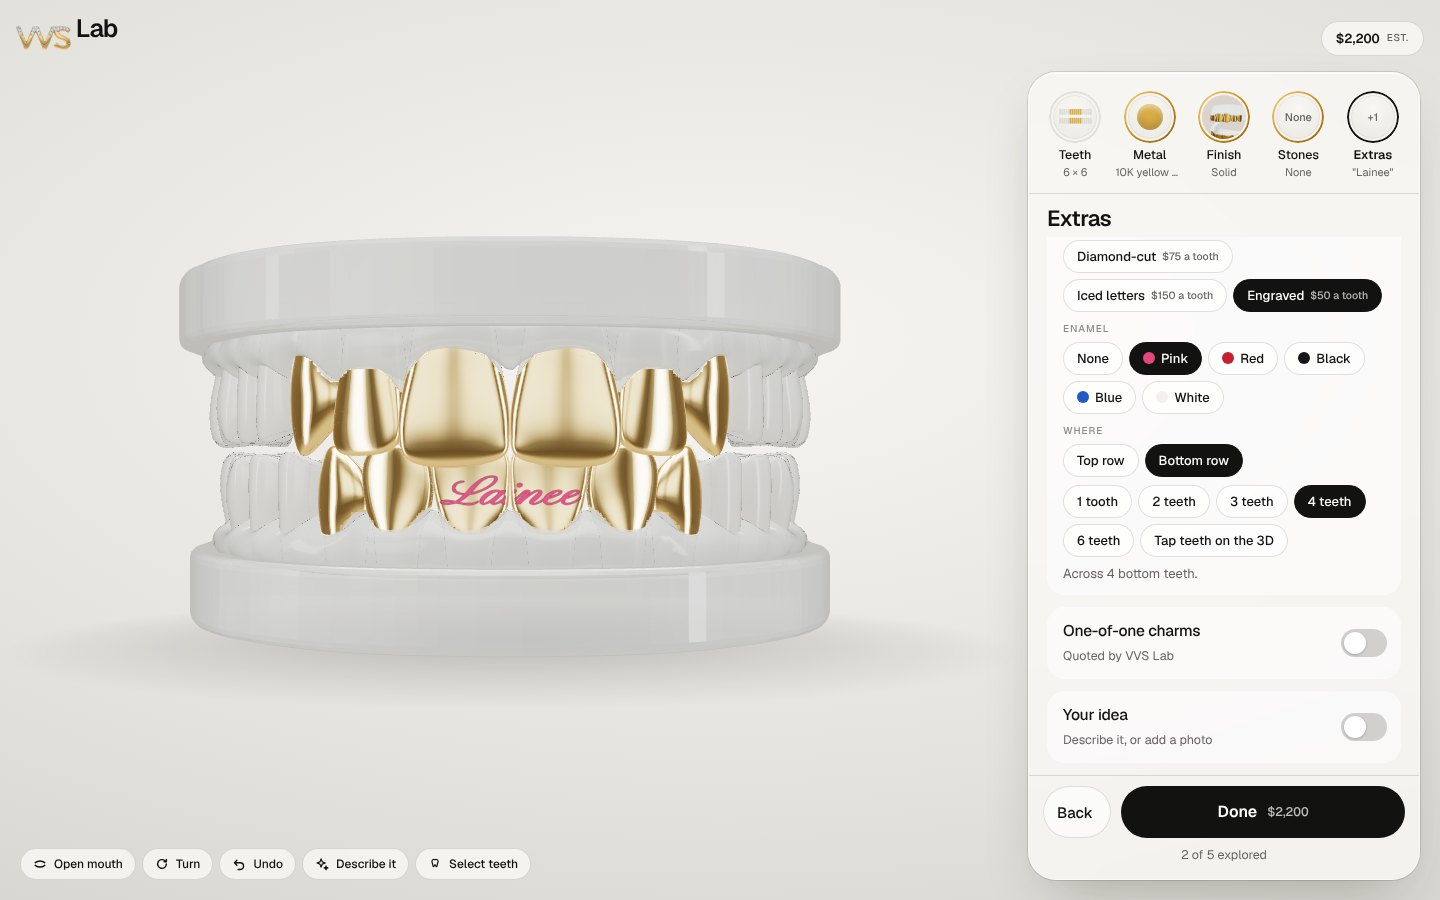 VVS Lab
$2,200 EST.
None
+1
Teeth
Metal
Finish
Stones
Extras
6 × 6
10K yellow ...
Solid
None
"Lainee"
Extras
Diamond-cut $75 a tooth
Iced letters $150 a tooth
Engraved $50 a tooth
ENAMEL
None
Pink
Red
Black
Blue
White
WHERE
Top row
Bottom row
1 tooth
2 teeth
3 teeth
4 teeth
6 teeth
Tap teeth on the 3D
Across 4 bottom teeth.
One-of-one charms
Quoted by VVS Lab
Your idea
Describe it, or add a photo
Back
Done $2,200
2 of 5 explored
Lainee
Open mouth
Turn
Undo
Describe it
Select teeth